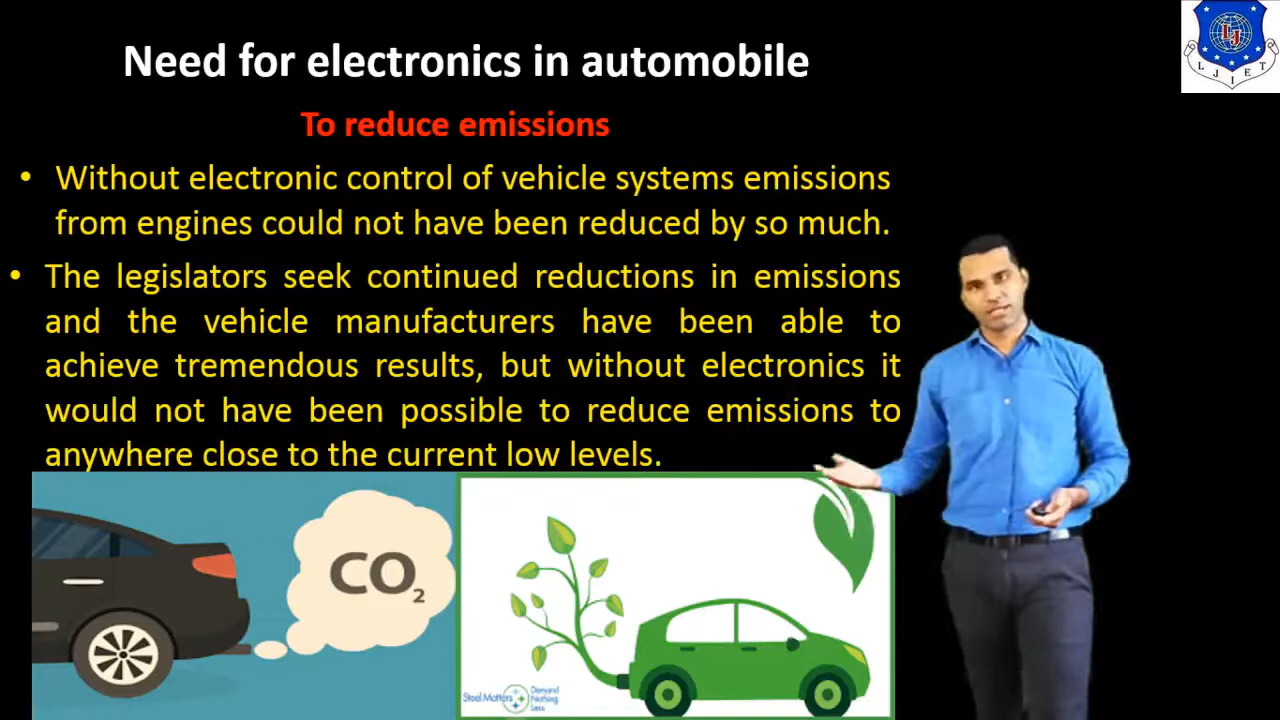 Need for electronics in automobile
To reduce emissions
• Without electronic control of vehicle systems emissions
from engines could not have been reduced by so much.
• The legislators seek continued reductions in emissions
and the vehicle manufacturers have been able to
achieve tremendous results, but without electronics it
would not have been possible to reduce emissions to
anywhere close to the current low levels.
LJ
LJIET
CO2
Steel Matters
Demand
Nothing
Less